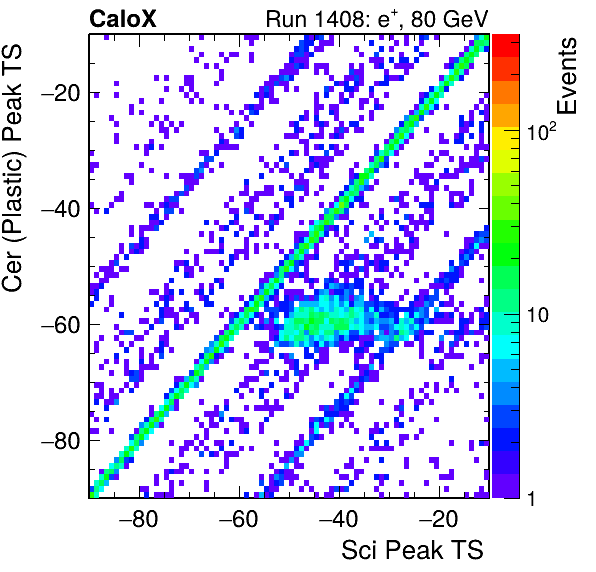 CaloX Run 1408: e⁺, 80 GeV
Cer (Plastic) Peak TS
Events
−20
−40
−60
−80
10²
10
1
−80 −60 −40 −20
Sci Peak TS